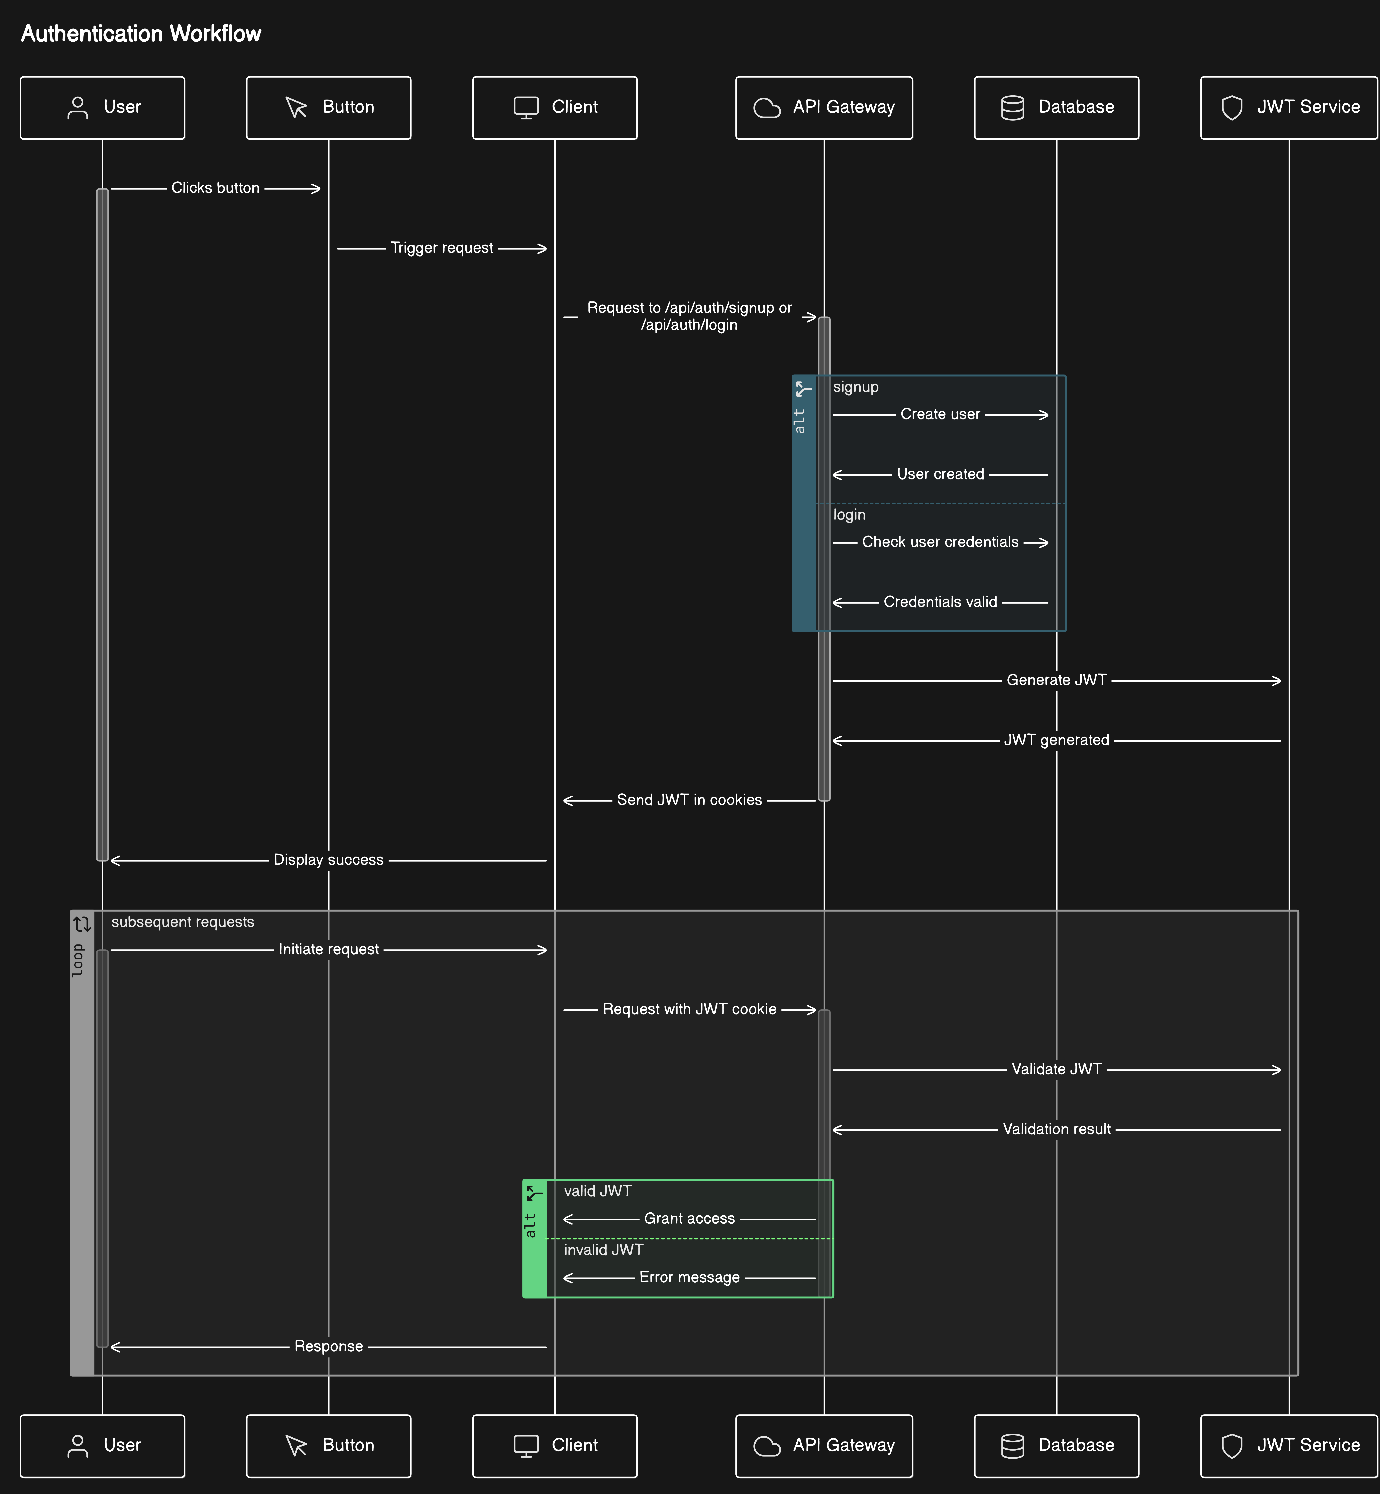 Authentication Workflow
User
Button
Client
API Gateway
Database
JWT Service
Clicks button
Trigger request
Request to /api/auth/signup or
/api/auth/login
alt
signup
Create user
User created
login
Check user credentials
Credentials valid
Generate JWT
JWT generated
Send JWT in cookies
Display success
loop
subsequent requests
Initiate request
Request with JWT cookie
Validate JWT
Validation result
alt
valid JWT
Grant access
invalid JWT
Error message
Response
User
Button
Client
API Gateway
Database
JWT Service